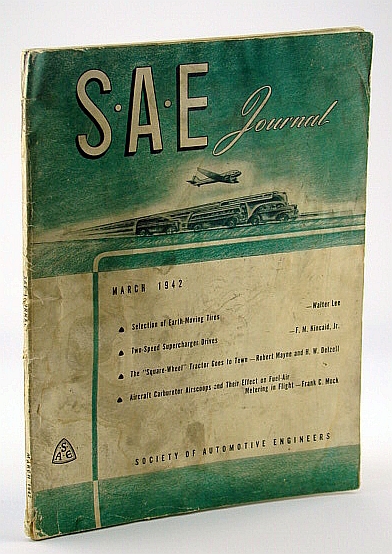 S·A·E Journal
MARCH 1942
Selection of Earth-Moving Tires
—Walter Lee
Two-Speed Supercharger Drives
—F. M. Kincaid, Jr.
The "Square-Wheel" Tractor Goes to Town—Robert Mayne and H. W. Delzell
Aircraft Carburetor Airscoops and Their Effect on Fuel-Air
Metering in Flight—Frank C. Mock
SAE
SOCIETY OF AUTOMOTIVE ENGINEERS